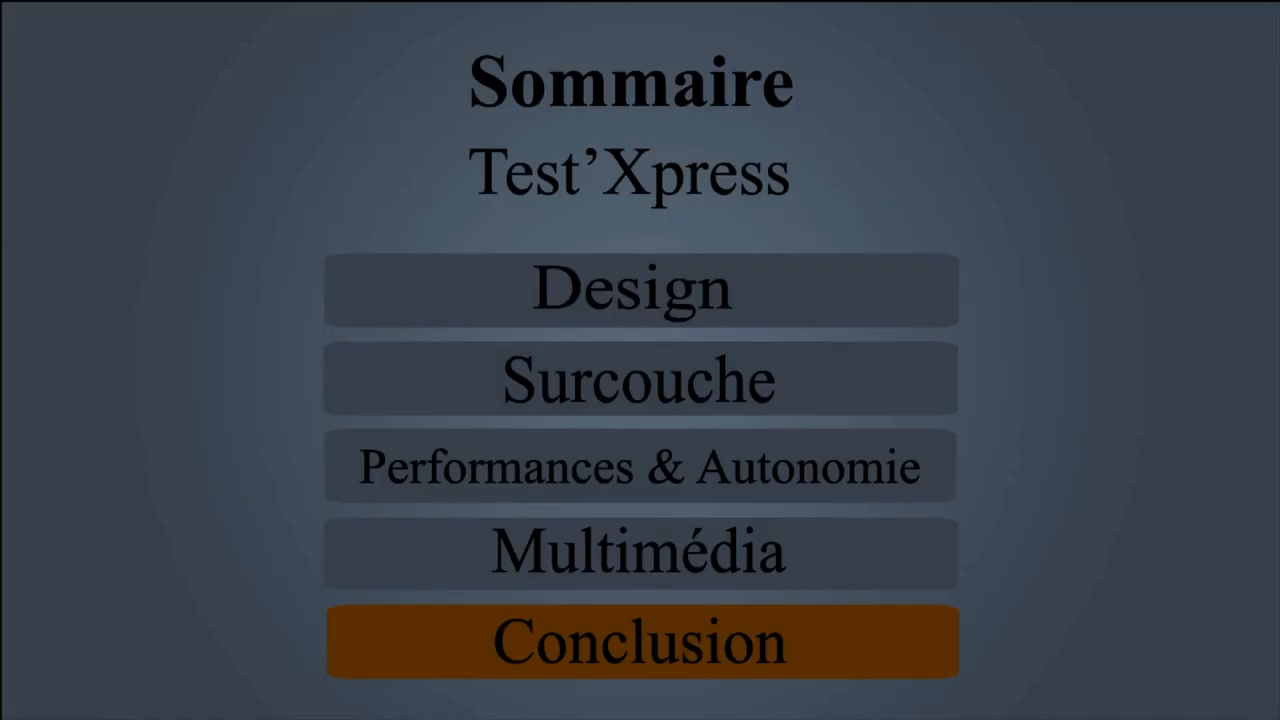 Sommaire
Test’Xpress
Design
Surcouche
Performances & Autonomie
Multimédia
Conclusion